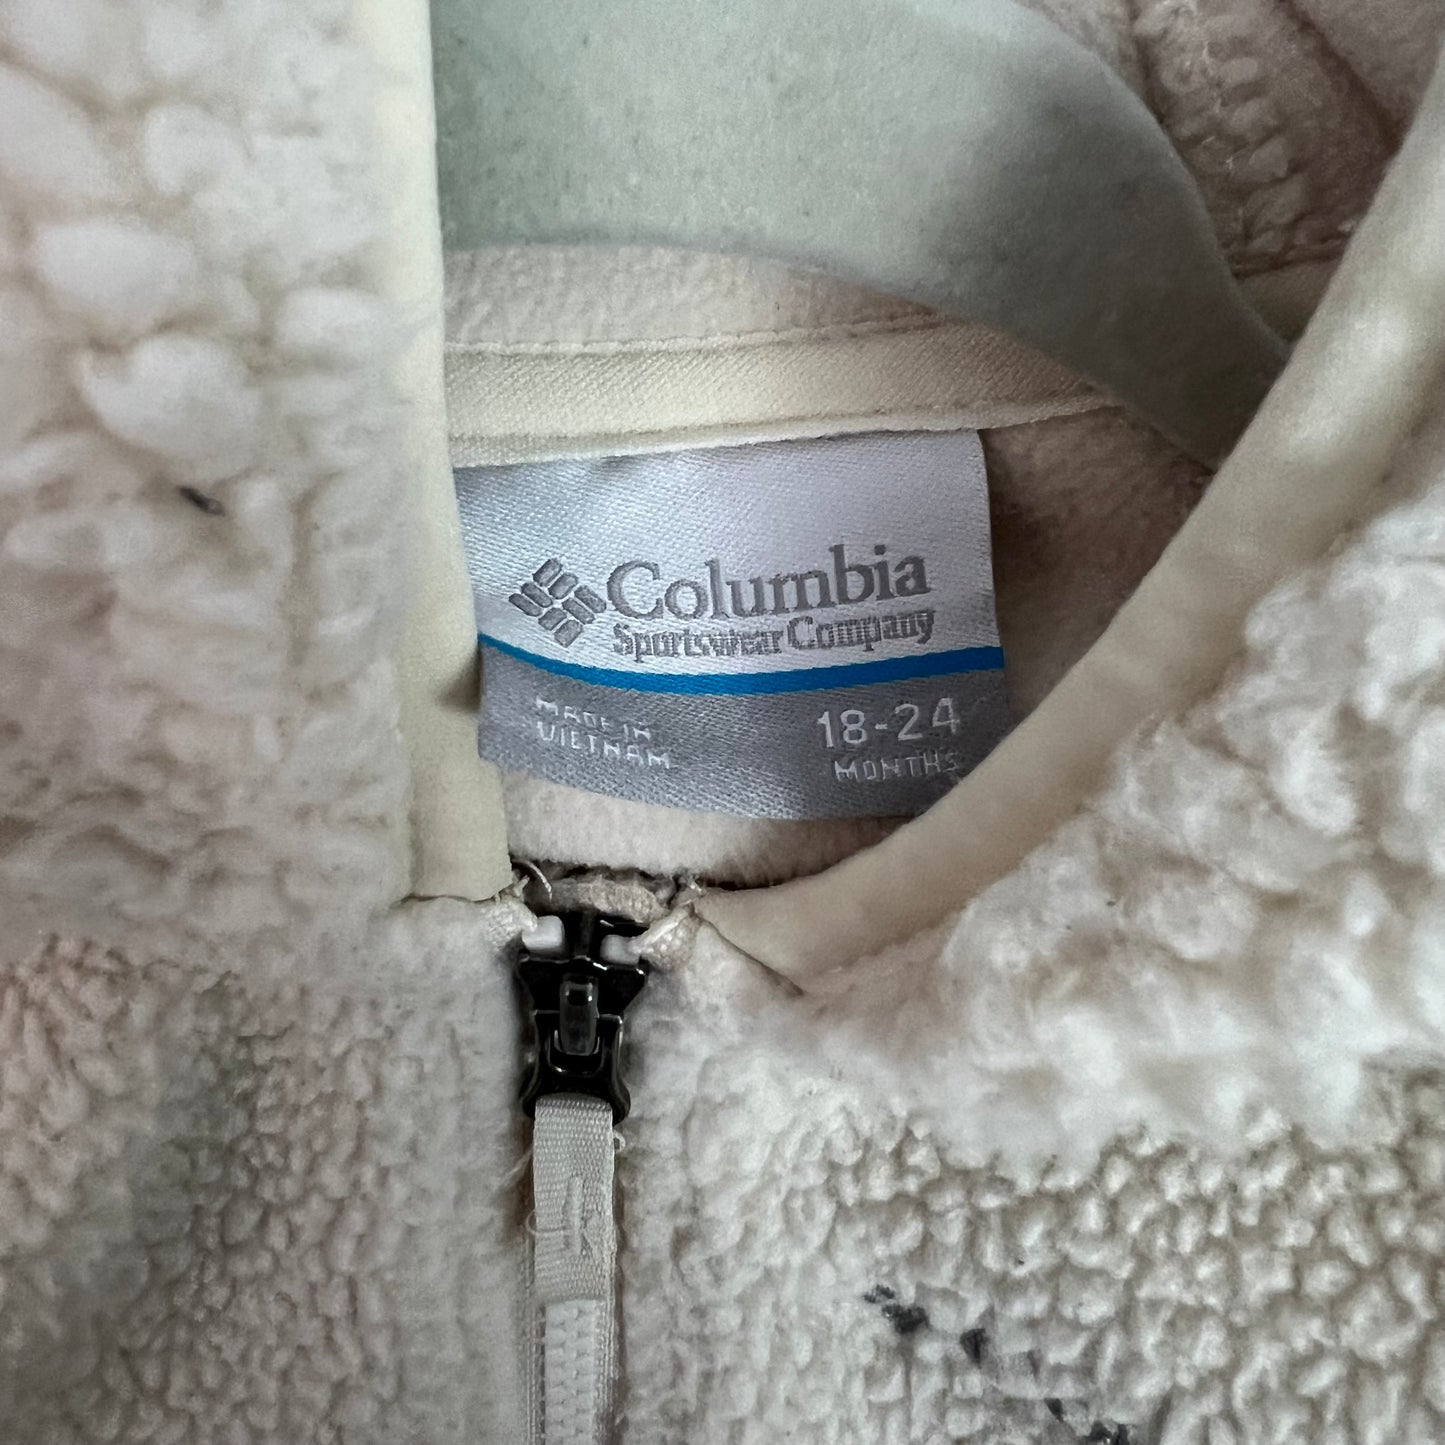 Columbia
Sportswear Company
MADE IN
VIETNAM
18-24
MONTHS